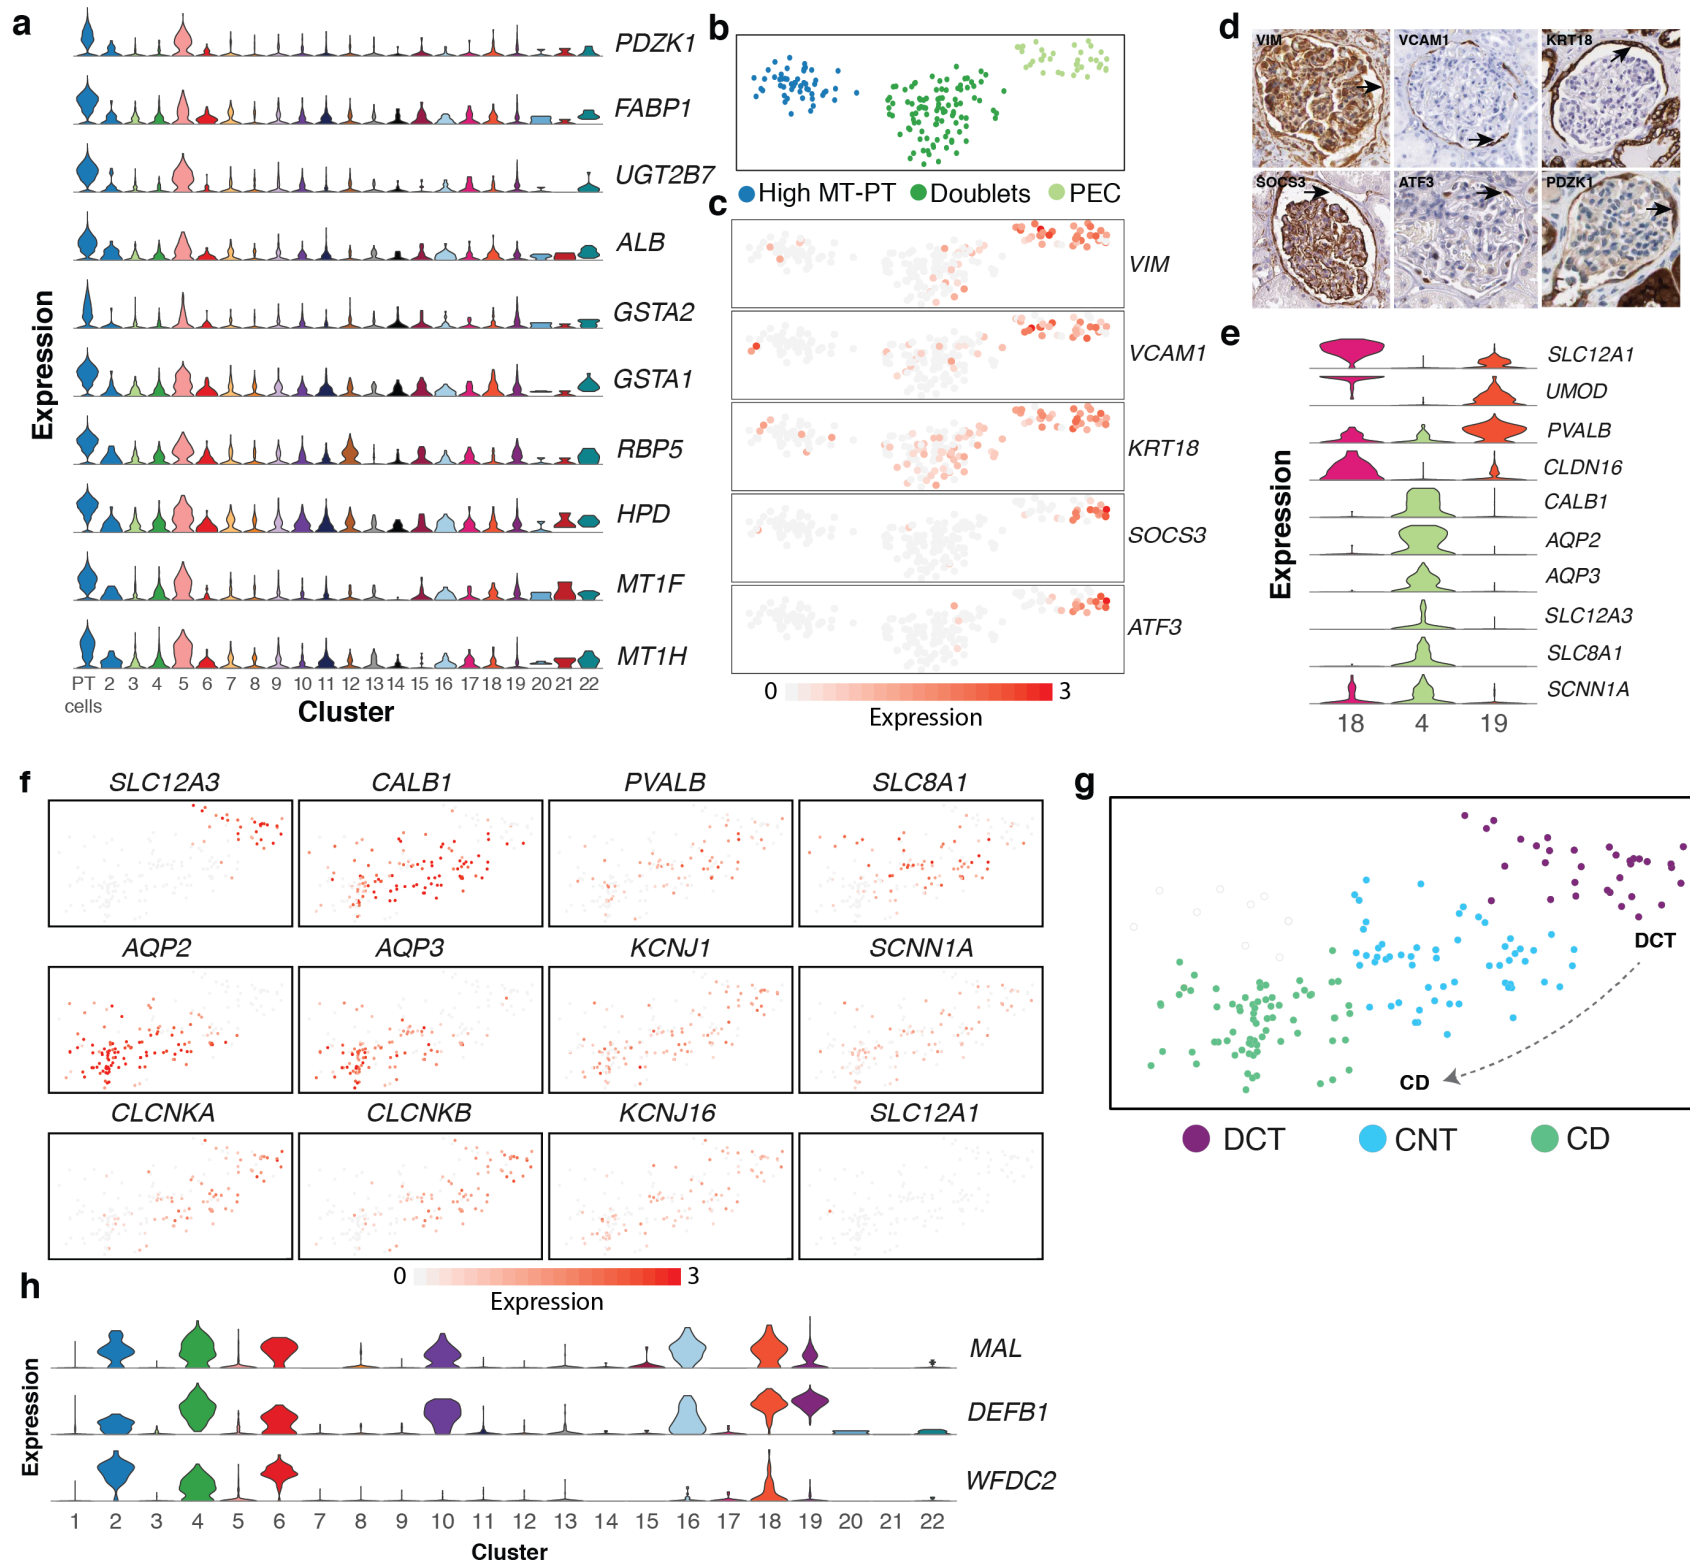 a
PDZK1
FABP1
UGT2B7
ALB
GSTA2
GSTA1
RBP5
HPD
MT1F
MT1H
Expression
PT cells 2 3 4 5 6 7 8 9 10 11 12 13 14 15 16 17 18 19 20 21 22
Cluster
b
High MT-PT Doublets PEC
c
VIM
VCAM1
KRT18
SOCS3
ATF3
0 3
Expression
d
VIM VCAM1 KRT18
SOCS3 ATF3 PDZK1
e
SLC12A1
UMOD
PVALB
CLDN16
CALB1
AQP2
AQP3
SLC12A3
SLC8A1
SCNN1A
Expression
18 4 19
f
SLC12A3 CALB1 PVALB SLC8A1
AQP2 AQP3 KCNJ1 SCNN1A
CLCNKA CLCNKB KCNJ16 SLC12A1
0 3
Expression
g
DCT
CD
DCT CNT CD
h
MAL
DEFB1
WFDC2
Expression
1 2 3 4 5 6 7 8 9 10 11 12 13 14 15 16 17 18 19 20 21 22
Cluster